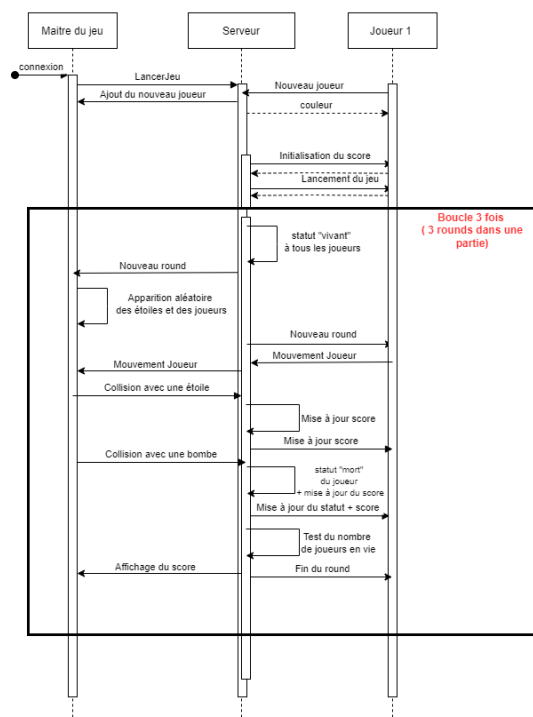 Maitre du jeu
Serveur
Joueur 1
connexion
LancerJeu
Nouveau joueur
Ajout du nouveau joueur
couleur
Initialisation du score
Lancement du jeu
Boucle 3 fois
( 3 rounds dans une
partie)
statut "vivant"
à tous les joueurs
Nouveau round
Apparition aléatoire
des étoiles et des joueurs
Nouveau round
Mouvement Joueur
Mouvement Joueur
Collision avec une étoile
Mise à jour score
Mise à jour score
Collision avec une bombe
statut "mort"
du joueur
+ mise à jour du score
Mise à jour du statut + score
Test du nombre
de joueurs en vie
Affichage du score
Fin du round